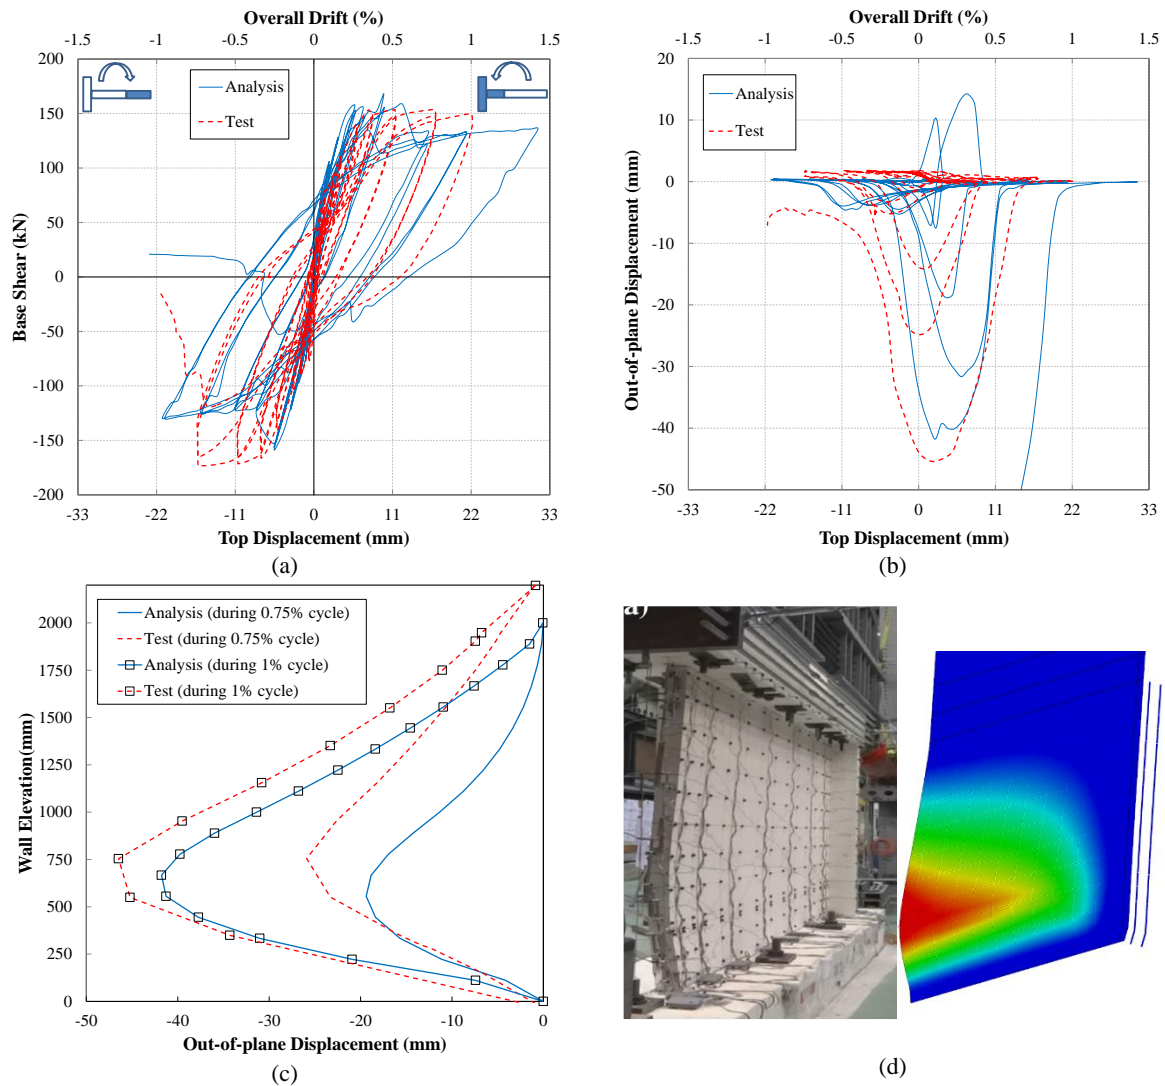 Overall Drift (%)
-1.5 -1 -0.5 0 0.5 1 1.5
200
150
100
50
0
-50
-100
-150
-200
Base Shear (kN)
Analysis
Test
-33 -22 -11 0 11 22 33
Top Displacement (mm)
(a)
Overall Drift (%)
-1.5 -1 -0.5 0 0.5 1 1.5
20
10
0
-10
-20
-30
-40
-50
Out-of-plane Displacement (mm)
Analysis
Test
-33 -22 -11 0 11 22 33
Top Displacement (mm)
(b)
Analysis (during 0.75% cycle)
Test (during 0.75% cycle)
Analysis (during 1% cycle)
Test (during 1% cycle)
2000
1750
1500
1250
1000
750
500
250
0
Wall Elevation(mm)
-50 -40 -30 -20 -10 0
Out-of-plane Displacement (mm)
(c)
a)
(d)